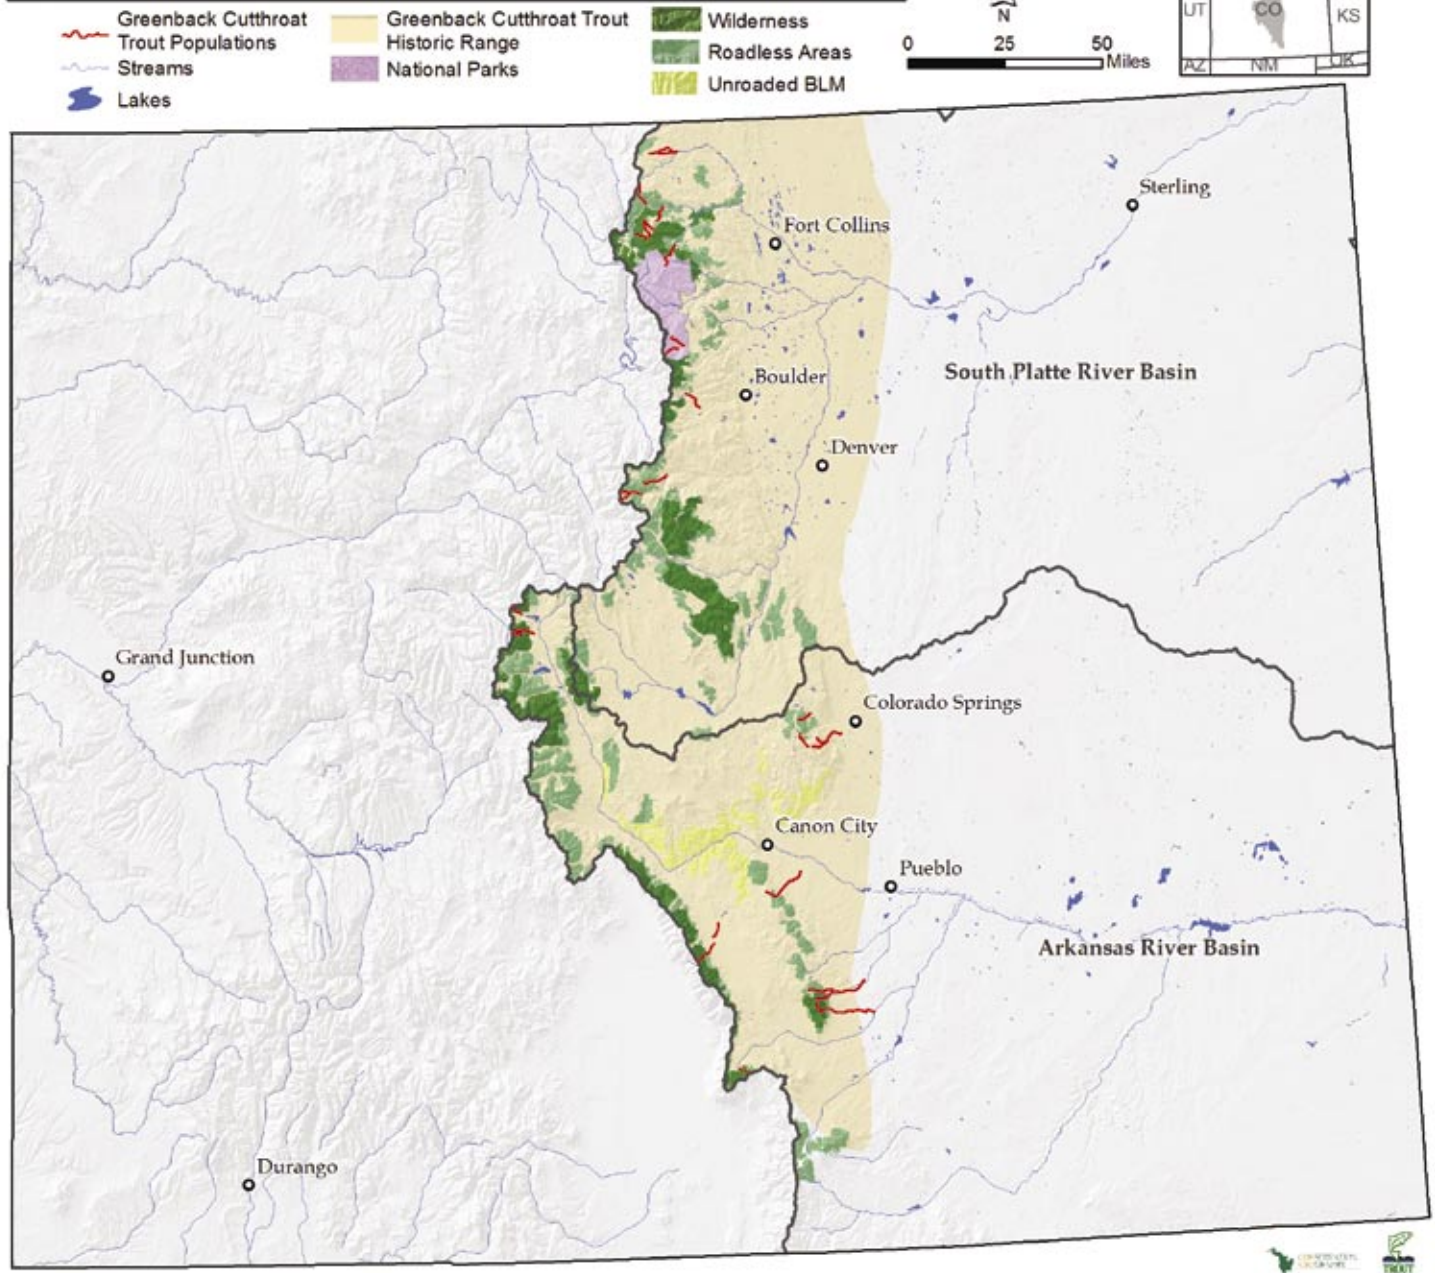 Greenback Cutthroat
Trout Populations
Streams
Lakes
Greenback Cutthroat Trout
Historic Range
National Parks
Wilderness
Roadless Areas
Unroaded BLM
N
0 25 50
Miles
UT CO KS
AZ NM OK
Sterling
Fort Collins
South Platte River Basin
Boulder
Denver
Grand Junction
Colorado Springs
Canon City
Pueblo
Arkansas River Basin
Durango
TROUT